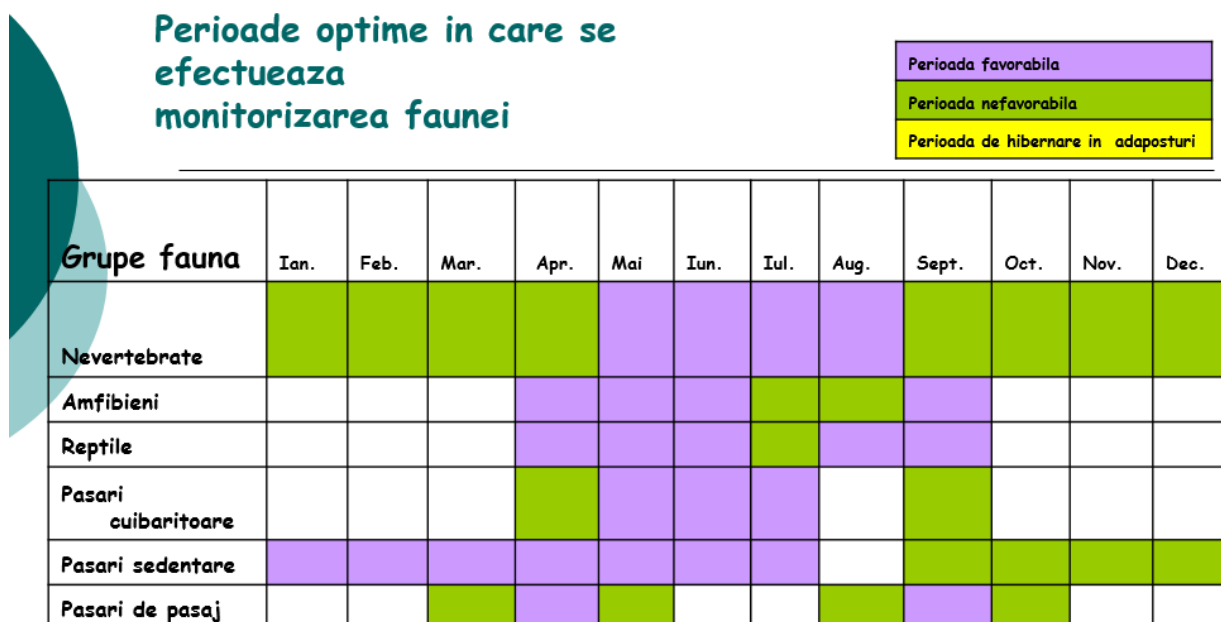 Perioade optime in care se
efectueaza
monitorizarea faunei
Perioada favorabila
Perioada nefavorabila
Perioada de hibernare in adaposturi
Grupe fauna Ian. Feb. Mar. Apr. Mai Iun. Iul. Aug. Sept. Oct. Nov. Dec.
Nevertebrate
Amfibieni
Reptile
Pasari
cuibaritoare
Pasari sedentare
Pasari de pasaj